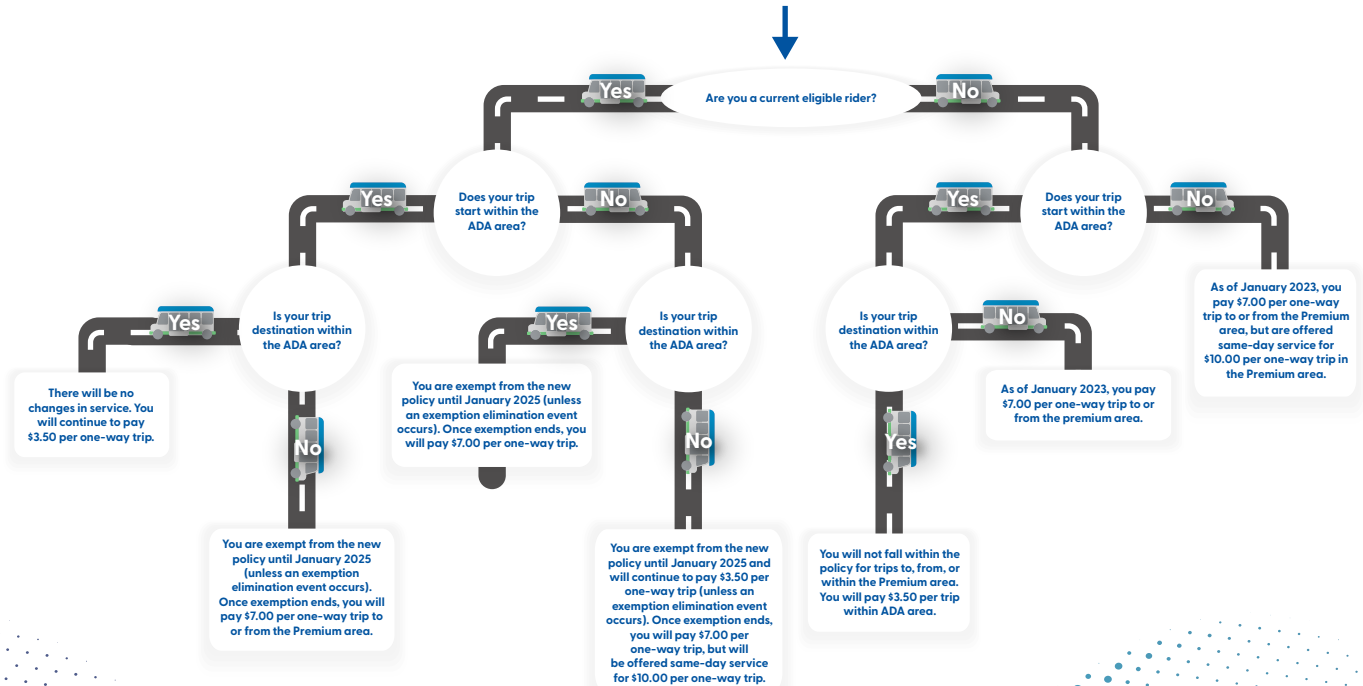 Yes
Are you a current eligible rider?
No
Yes
Does your trip
start within the
ADA area?
No
Yes
Does your trip
start within the
ADA area?
No
Yes
Is your trip
destination within
the ADA area?
Yes
Is your trip
destination within
the ADA area?
Is your trip
destination within
the ADA area?
No
As of January 2023, you
pay $7.00 per one-way
trip to or from the Premium
area, but are offered
same-day service for
$10.00 per one-way trip in
the Premium area.
There will be no
changes in service. You
will continue to pay
$3.50 per one-way trip.
No
You are exempt from the new
policy until January 2025 (unless
an exemption elimination event
occurs). Once exemption ends, you
will pay $7.00 per one-way trip.
No
Yes
As of January 2023, you pay
$7.00 per one-way trip to or
from the premium area.
You are exempt from the new
policy until January 2025
(unless an exemption
elimination event occurs).
Once exemption ends, you will
pay $7.00 per one-way trip to
or from the Premium area.
You are exempt from the new
policy until January 2025 and
will continue to pay $3.50 per
one-way trip (unless an
exemption elimination event
occurs). Once exemption ends,
you will pay $7.00 per
one-way trip, but will
be offered same-day service
for $10.00 per one-way trip.
You will not fall within the
policy for trips to, from, or
within the Premium area.
You will pay $3.50 per trip
within ADA area.